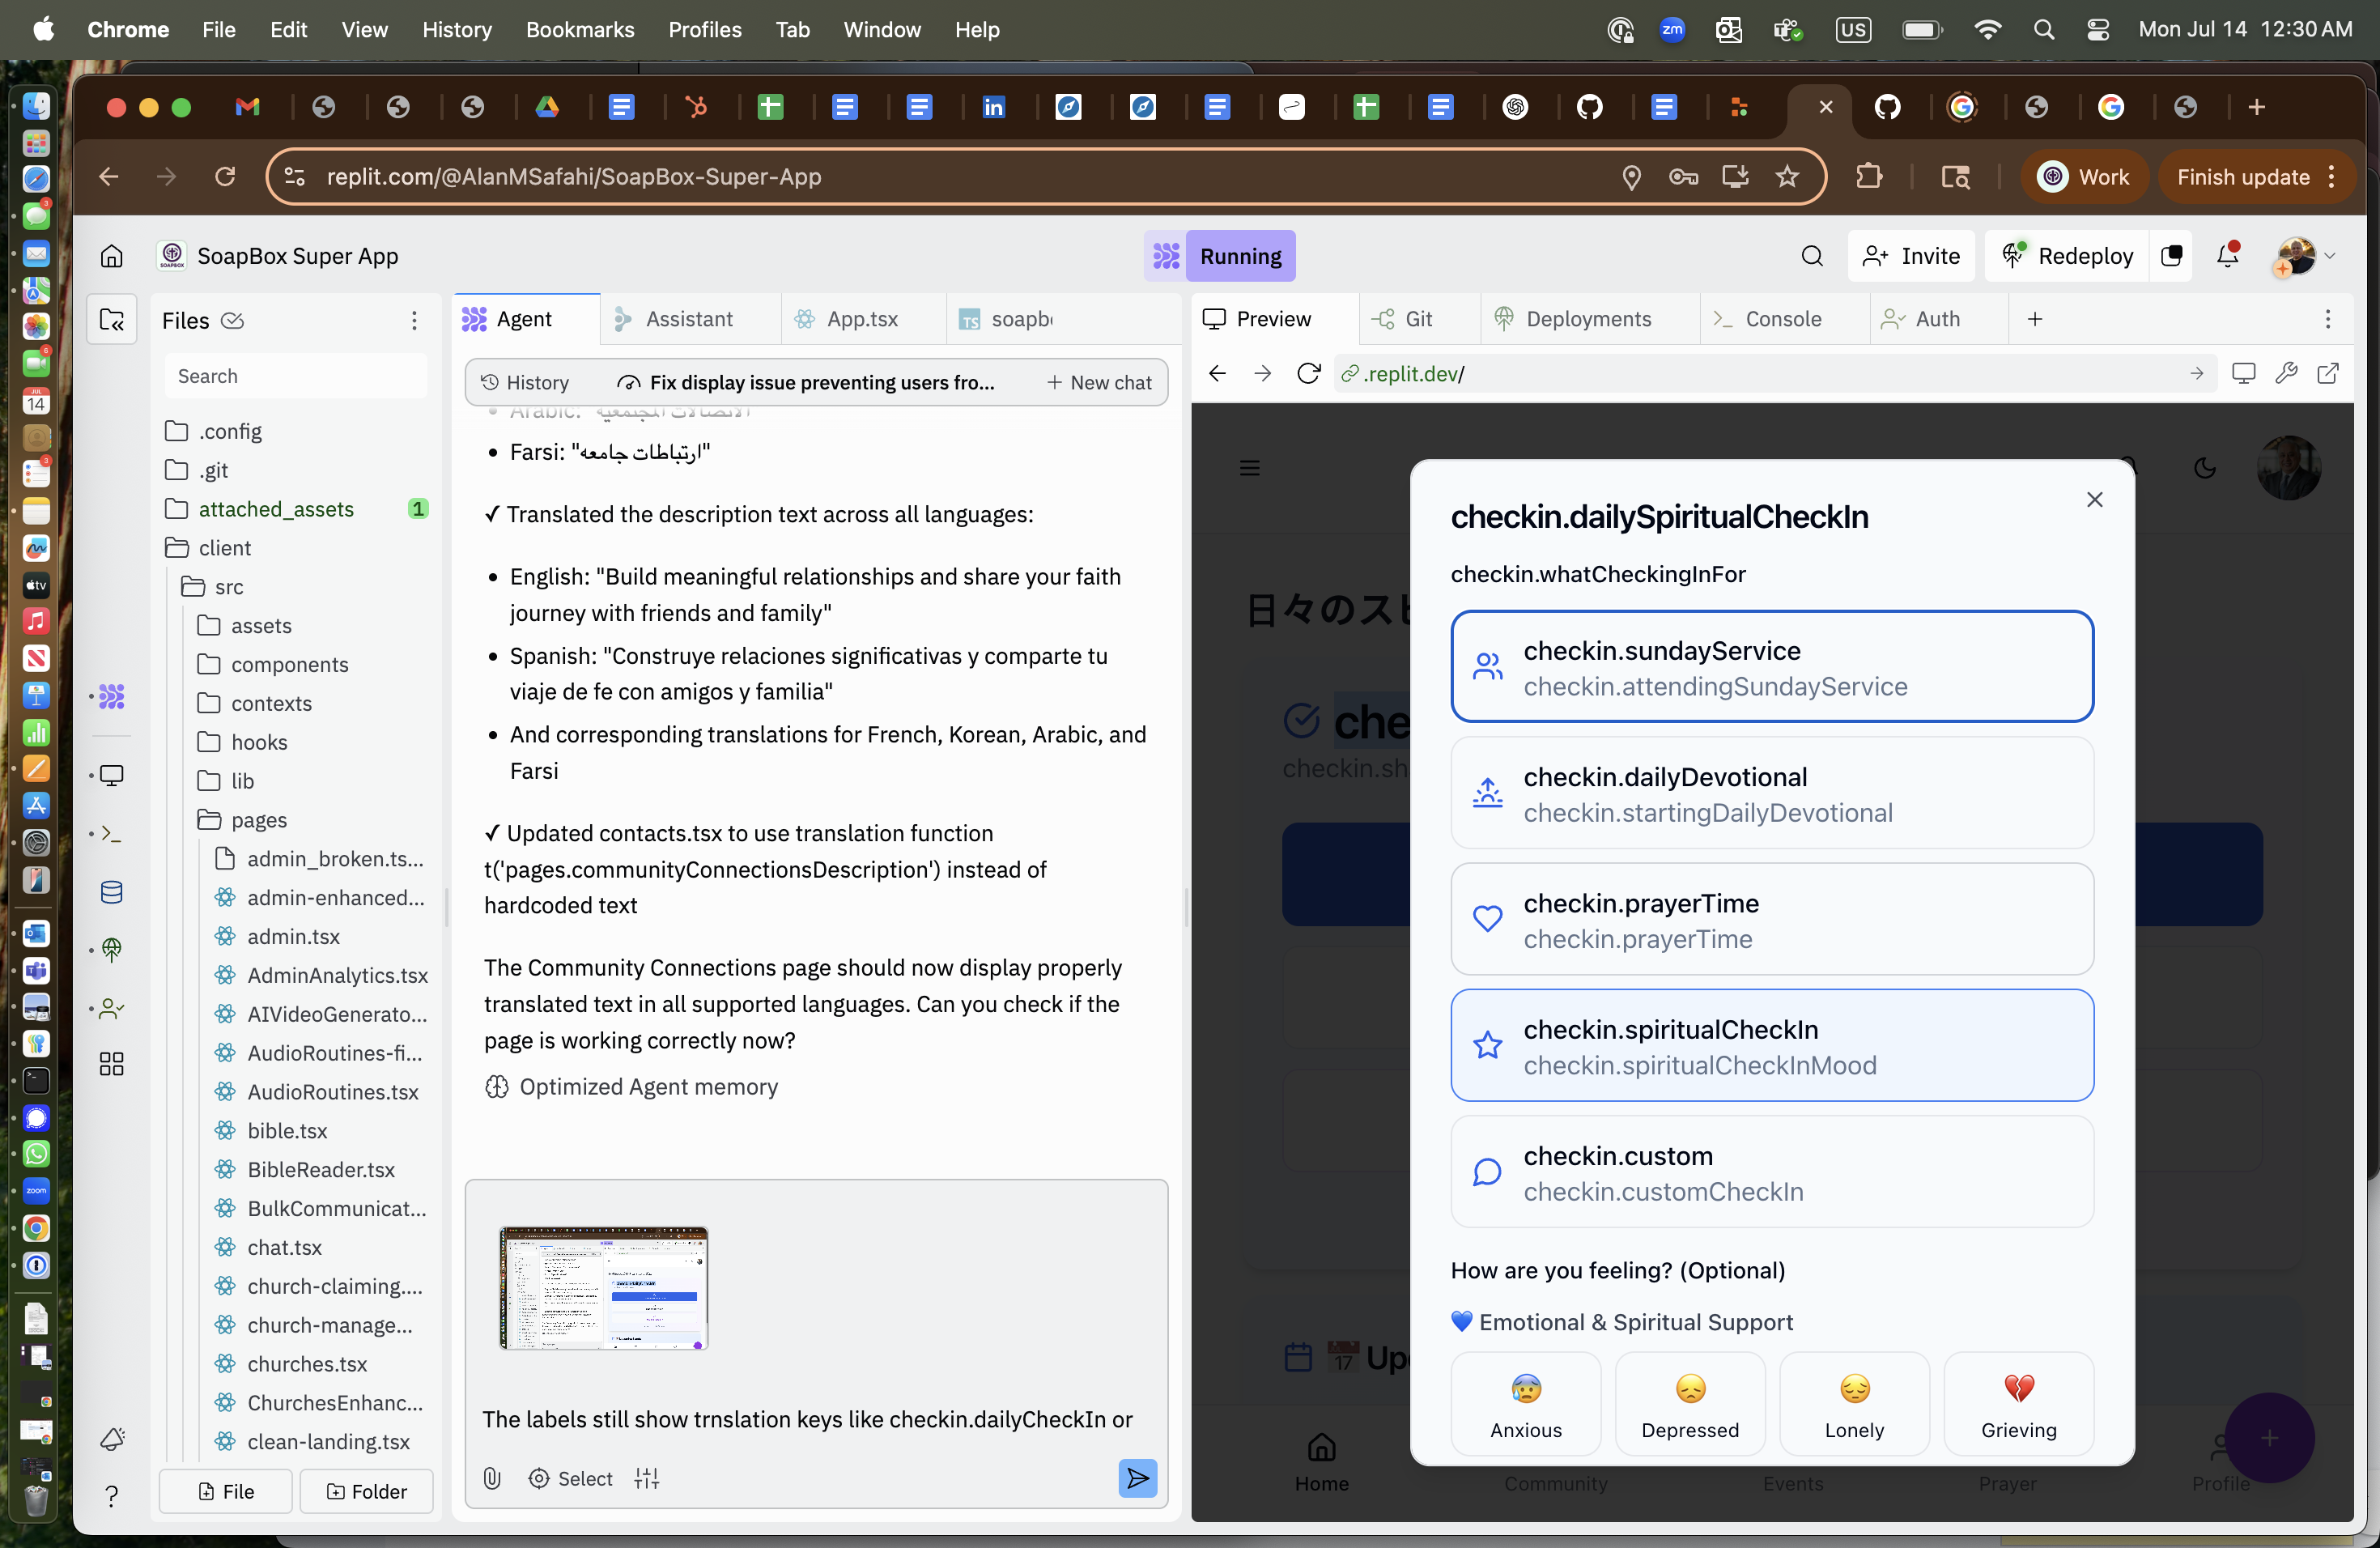 Chrome File Edit View History Bookmarks Profiles Tab Window Help
zm
US
Mon Jul 14 12:30 AM
replit.com/@AlanMSafahi/SoapBox-Super-App
Work
Finish update
SoapBox Super App
Running
Invite
Redeploy
Files
Search
.config
.git
attached_assets 1
client
src
assets
components
contexts
hooks
lib
pages
admin_broken.ts...
admin-enhanced...
admin.tsx
AdminAnalytics.tsx
AIVideoGenerato...
AudioRoutines-fi...
AudioRoutines.tsx
bible.tsx
BibleReader.tsx
BulkCommunicat...
chat.tsx
church-claiming....
church-manage...
churches.tsx
ChurchesEnhanc...
clean-landing.tsx
File
Folder
Agent
Assistant
App.tsx
TS soapb
History
Fix display issue preventing users fro...
+ New chat
• Arabic: "الاتصالات المجتمعية"
• Farsi: "ارتباطات جامعه"
✓ Translated the description text across all languages:
• English: "Build meaningful relationships and share your faith
journey with friends and family"
• Spanish: "Construye relaciones significativas y comparte tu
viaje de fe con amigos y familia"
• And corresponding translations for French, Korean, Arabic, and
Farsi
✓ Updated contacts.tsx to use translation function
t('pages.communityConnectionsDescription') instead of
hardcoded text
The Community Connections page should now display properly
translated text in all supported languages. Can you check if the
page is working correctly now?
Optimized Agent memory
The labels still show trnslation keys like checkin.dailyCheckIn or
Select
Preview
Git
Deployments
Console
Auth
.replit.dev/
日々のス
che
checkin.sh
checkin.dailySpiritualCheckIn
checkin.whatCheckingInFor
checkin.sundayService
checkin.attendingSundayService
checkin.dailyDevotional
checkin.startingDailyDevotional
checkin.prayerTime
checkin.prayerTime
checkin.spiritualCheckIn
checkin.spiritualCheckInMood
checkin.custom
checkin.customCheckIn
How are you feeling? (Optional)
💙 Emotional & Spiritual Support
😰 😞 😔 💔
Anxious Depressed Lonely Grieving
17 Up
Home Community Events Prayer Profile